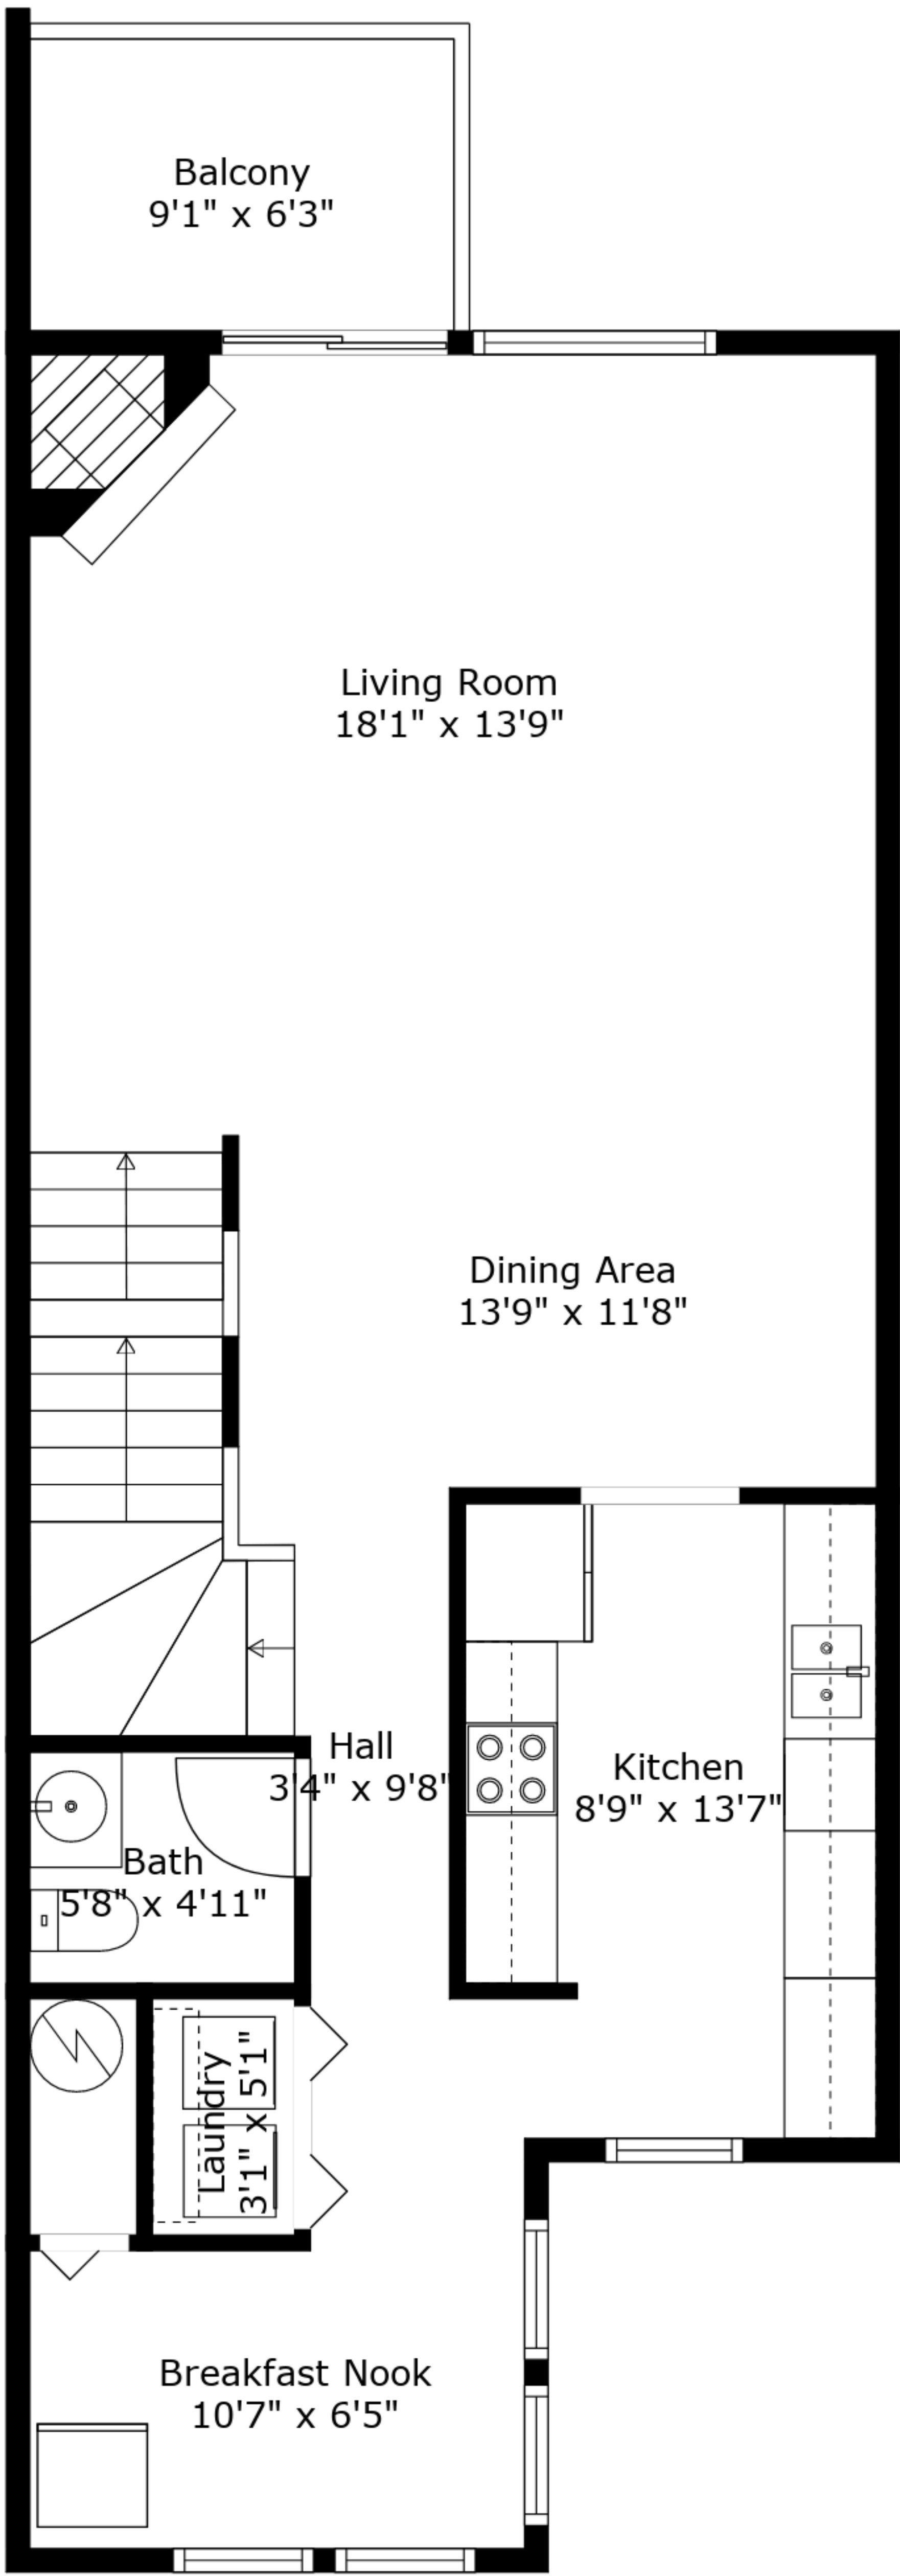 Balcony
9'1" x 6'3"
Living Room
18'1" x 13'9"
Dining Area
13'9" x 11'8"
Hall
3'4" x 9'8"
Kitchen
8'9" x 13'7"
Bath
5'8" x 4'11"
Laundry
3'1" x 5'1"
Breakfast Nook
10'7" x 6'5"